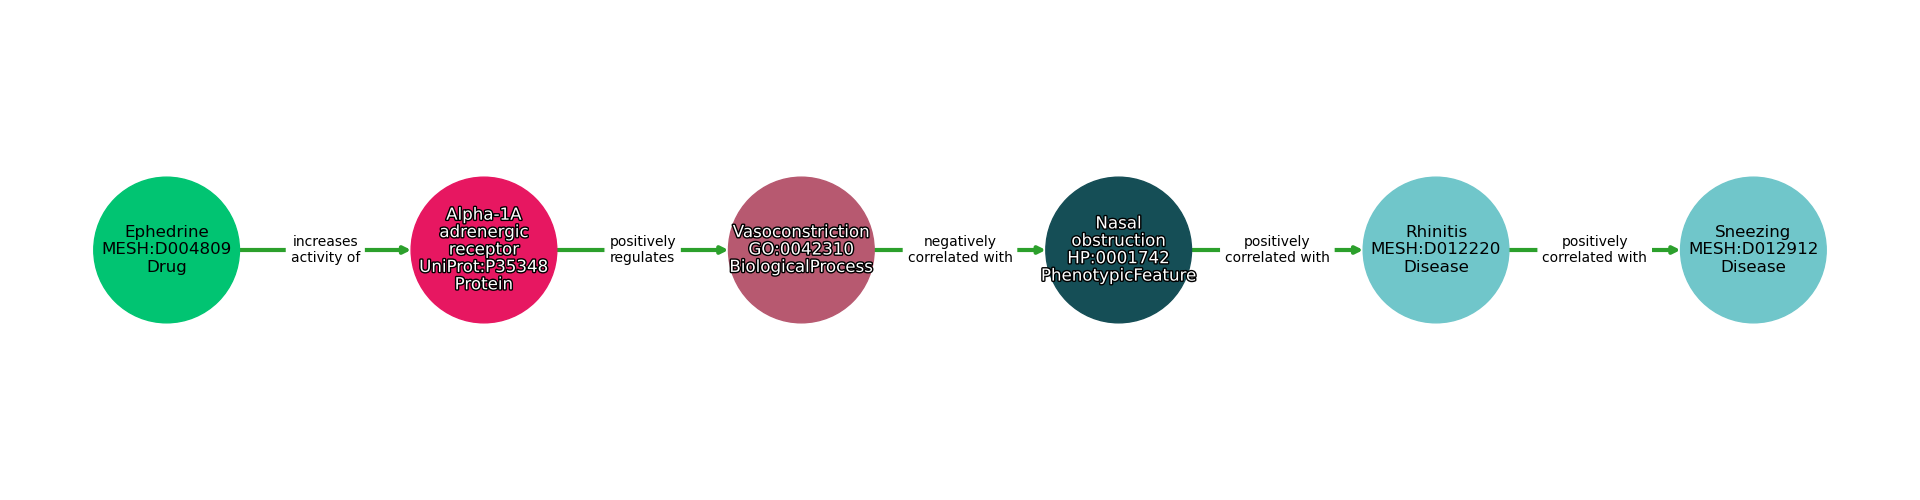 Ephedrine
MESH:D004809
Drug
increases
activity of
Alpha-1A
adrenergic
receptor
UniProt:P35348
Protein
positively
regulates
Vasoconstriction
GO:0042310
BiologicalProcess
negatively
correlated with
Nasal
obstruction
HP:0001742
PhenotypicFeature
positively
correlated with
Rhinitis
MESH:D012220
Disease
positively
correlated with
Sneezing
MESH:D012912
Disease